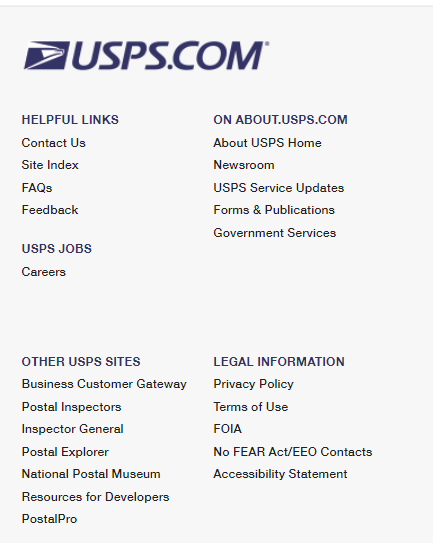 USPS.COM®
HELPFUL LINKS
Contact Us
Site Index
FAQs
Feedback
USPS JOBS
Careers
ON ABOUT.USPS.COM
About USPS Home
Newsroom
USPS Service Updates
Forms & Publications
Government Services
OTHER USPS SITES
Business Customer Gateway
Postal Inspectors
Inspector General
Postal Explorer
National Postal Museum
Resources for Developers
PostalPro
LEGAL INFORMATION
Privacy Policy
Terms of Use
FOIA
No FEAR Act/EEO Contacts
Accessibility Statement